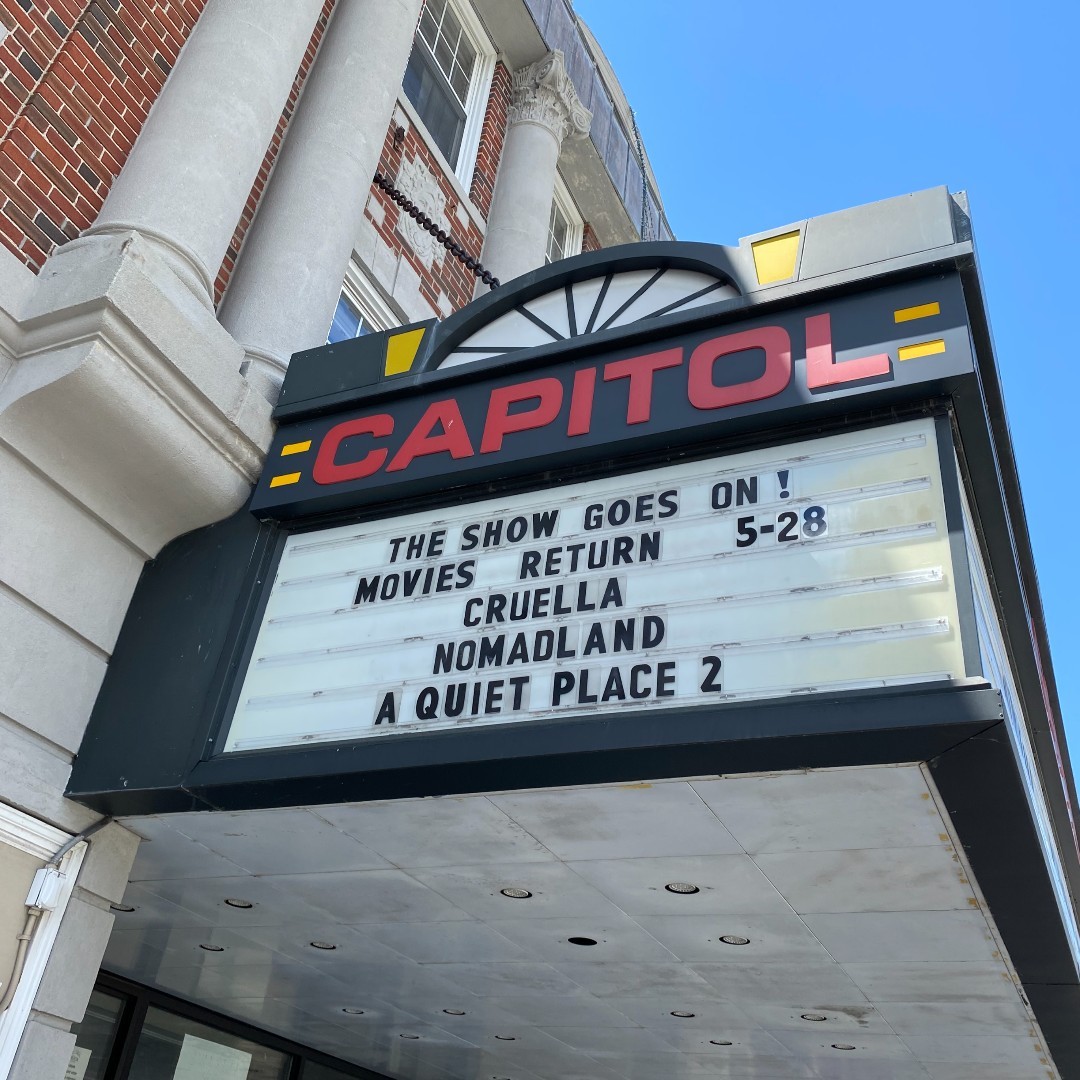 CAPITOL
THE SHOW GOES ON!
MOVIES RETURN 5-28
CRUELLA
NOMADLAND
A QUIET PLACE 2